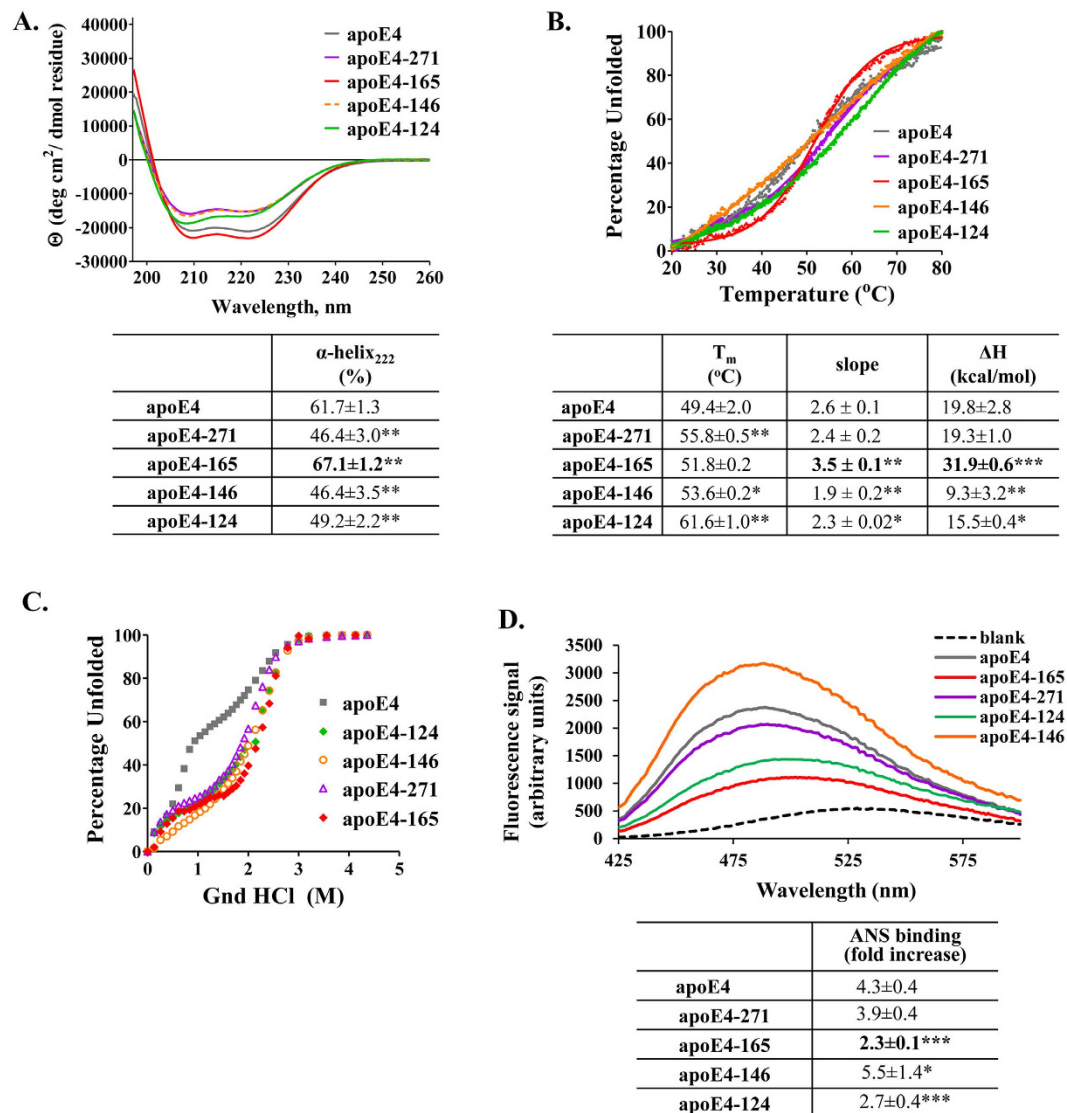 A.
40000
30000
20000
10000
0
-10000
-20000
-30000
Θ (deg cm²/ dmol residue
apoE4
apoE4-271
apoE4-165
apoE4-146
apoE4-124
200 210 220 230 240 250 260
Wavelength, nm
α-helix₂₂₂
(%)
apoE4 61.7±1.3
apoE4-271 46.4±3.0**
apoE4-165 67.1±1.2**
apoE4-146 46.4±3.5**
apoE4-124 49.2±2.2**
B.
100
80
60
40
20
0
Percentage Unfolded
apoE4
apoE4-271
apoE4-165
apoE4-146
apoE4-124
20 30 40 50 60 70 80
Temperature (°C)
Tₘ
(°C)
slope
ΔH
(kcal/mol)
apoE4 49.4±2.0 2.6 ± 0.1 19.8±2.8
apoE4-271 55.8±0.5** 2.4 ± 0.2 19.3±1.0
apoE4-165 51.8±0.2 3.5 ± 0.1** 31.9±0.6***
apoE4-146 53.6±0.2* 1.9 ± 0.2** 9.3±3.2**
apoE4-124 61.6±1.0** 2.3 ± 0.02* 15.5±0.4*
C.
100
80
60
40
20
0
Percentage Unfolded
apoE4
apoE4-124
apoE4-146
apoE4-271
apoE4-165
0 1 2 3 4 5
Gnd HCl (M)
D.
3500
3000
2500
2000
1500
1000
500
0
Fluorescence signal
(arbitrary units)
blank
apoE4
apoE4-165
apoE4-271
apoE4-124
apoE4-146
425 475 525 575
Wavelength (nm)
ANS binding
(fold increase)
apoE4 4.3±0.4
apoE4-271 3.9±0.4
apoE4-165 2.3±0.1***
apoE4-146 5.5±1.4*
apoE4-124 2.7±0.4***